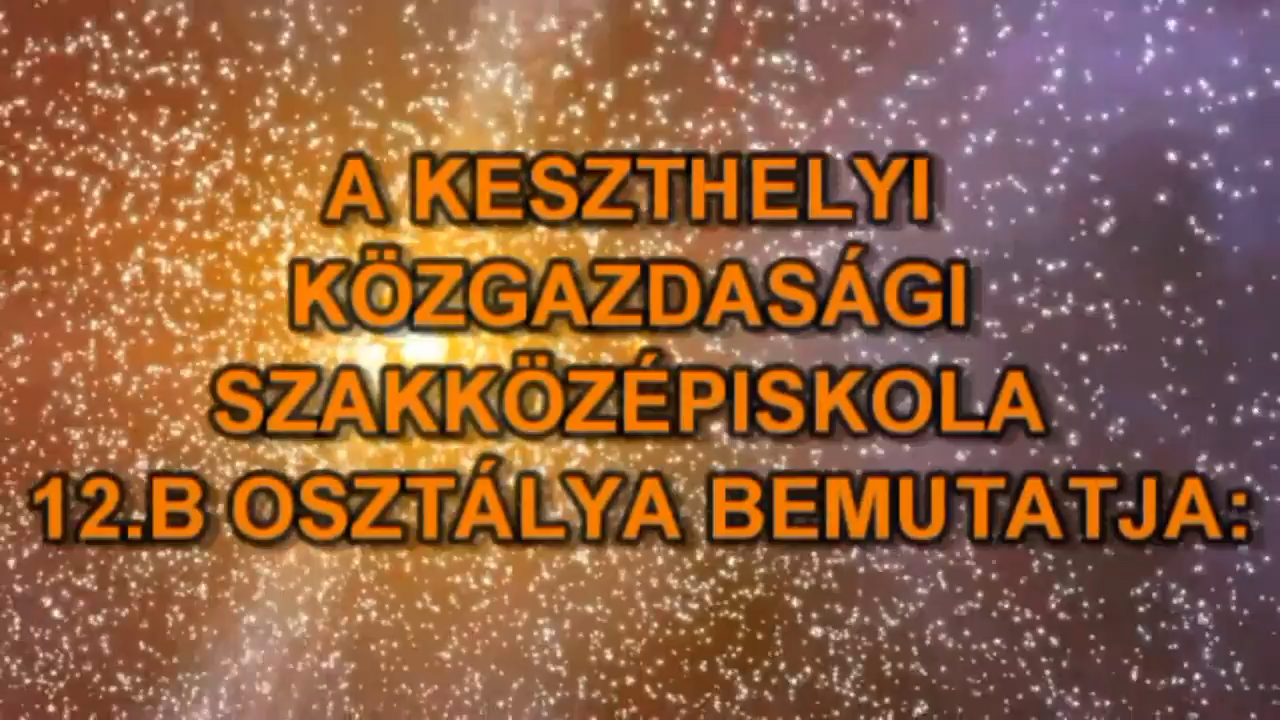 A KESZTHELYI
KÖZGAZDASÁGI
SZAKKÖZÉPISKOLA
12.B OSZTÁLYA BEMUTATJA: